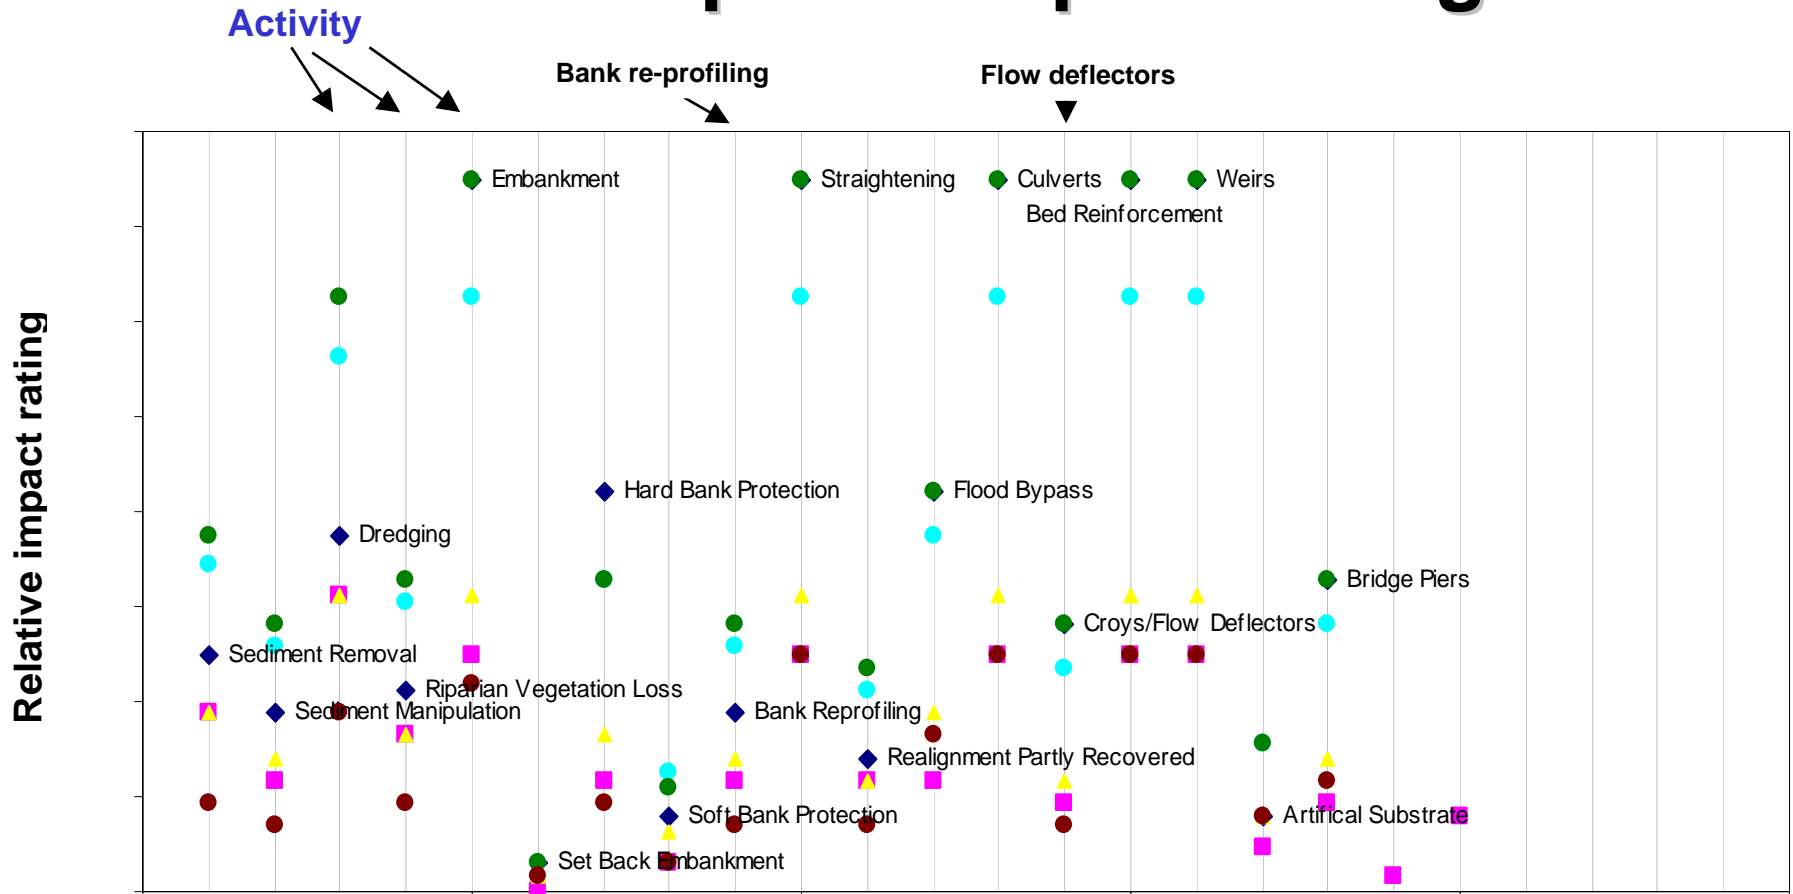 Activity
Bank re-profiling
Flow deflectors
Relative impact rating
Embankment
Straightening
Culverts
Weirs
Bed Reinforcement
Hard Bank Protection
Flood Bypass
Dredging
Bridge Piers
Croys/Flow Deflectors
Sediment Removal
Riparian Vegetation Loss
Sediment Manipulation
Bank Reprofiling
Realignment Partly Recovered
Soft Bank Protection
Artifical Substrate
Set Back Embankment